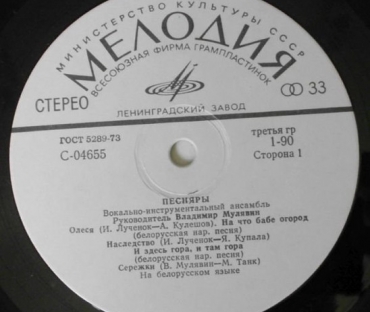 МИНИСТЕРСТВО КУЛЬТУРЫ СССР
МЕЛОДИЯ
ВСЕСОЮЗНАЯ ФИРМА ГРАМПЛАСТИНОК
СТЕРЕО
33
ЛЕНИНГРАДСКИЙ ЗАВОД
ГОСТ 5289-73
третья гр
С-04655
1-90
Сторона 1
ПЕСНЯРЫ
Вокально-инструментальный ансамбль
Руководитель Владимир Мулявин
Олеся (И. Лученок—А. Кулешов). На что бабе огород
(белорусская нар. песня)
Наследство (И. Лученок—Я. Купала)
И здесь гора, и там гора
(белорусская нар. песня)
Сережки (В. Мулявин—М. Танк)
На белорусском языке